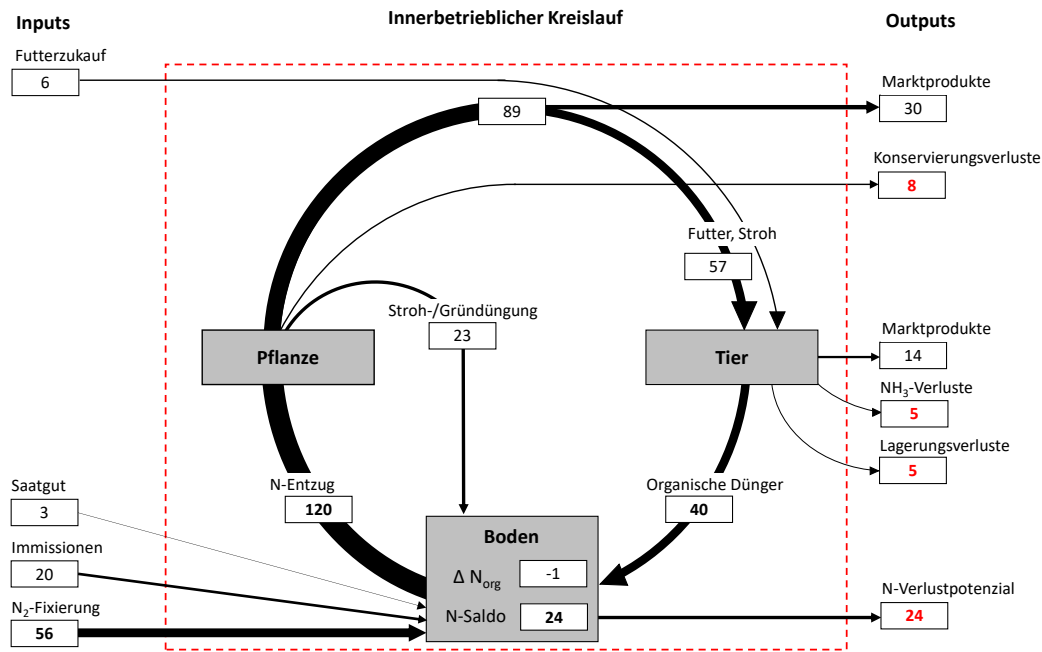 Inputs
Innerbetrieblicher Kreislauf
Outputs
Futterzukauf
6
89
Marktprodukte
30
Konservierungsverluste
8
Futter, Stroh
57
Stroh-/Gründüngung
23
Pflanze
Tier
Marktprodukte
14
NH₃-Verluste
5
Lagerungsverluste
5
N-Entzug
120
Organische Dünger
40
Saatgut
3
Immissionen
20
N₂-Fixierung
56
Boden
Δ Norg
-1
N-Saldo
24
N-Verlustpotenzial
24